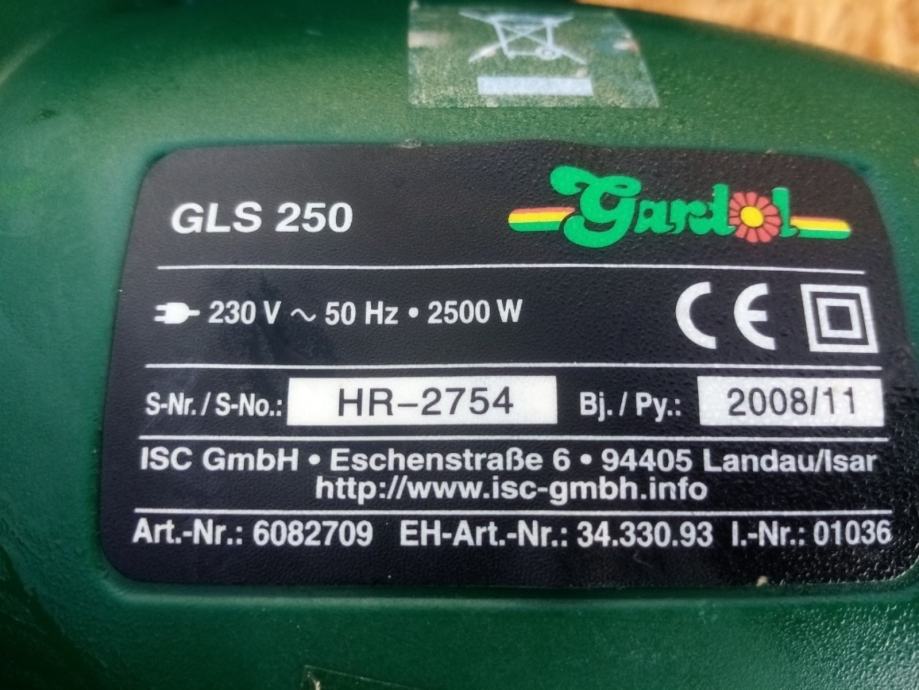 GLS 250
Gardol
230 V ~ 50 Hz • 2500 W
CE
S-Nr. / S-No.: HR-2754 Bj. / Py.: 2008/11
ISC GmbH • Eschenstraße 6 • 94405 Landau/Isar
http://www.isc-gmbh.info
Art.-Nr.: 6082709 EH-Art.-Nr.: 34.330.93 I.-Nr.: 01036